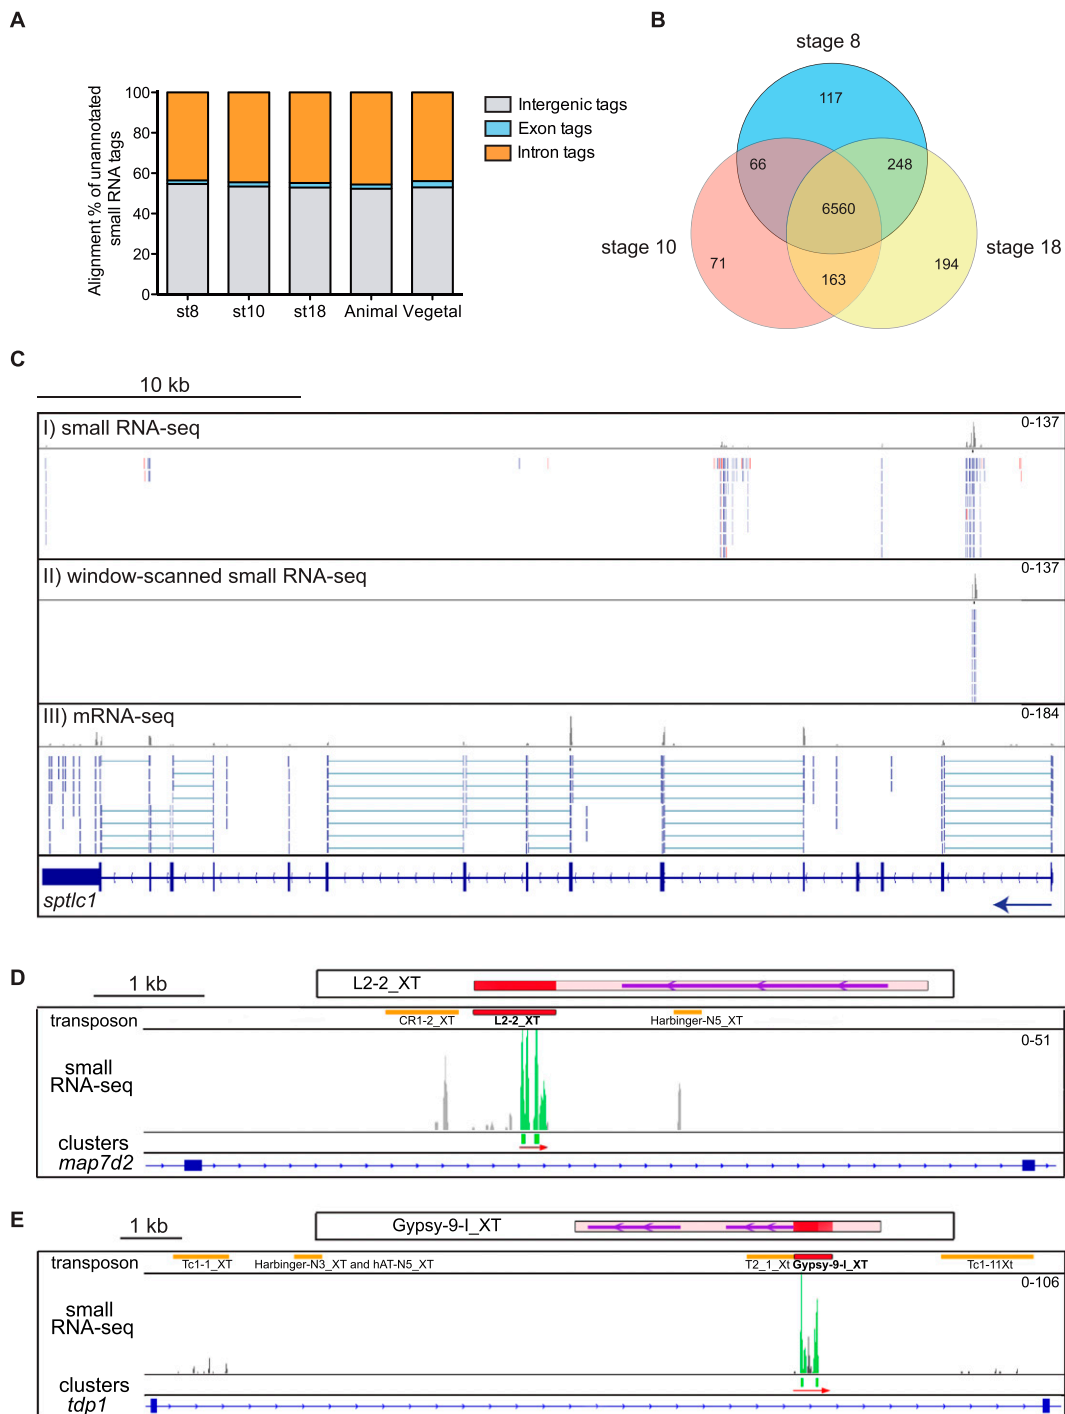 A
Alignment % of unannotated
small RNA tags
100
80
60
40
20
0
st8
st10
st18
Animal
Vegetal
Intergenic tags
Exon tags
Intron tags
B
stage 8
117
66
248
6560
stage 10
71
163
194
stage 18
C
10 kb
I) small RNA-seq
0-137
II) window-scanned small RNA-seq
0-137
III) mRNA-seq
0-184
sptlc1
D
1 kb
L2-2_XT
transposon
CR1-2_XT
L2-2_XT
Harbinger-N5_XT
small
RNA-seq
0-51
clusters
map7d2
E
1 kb
Gypsy-9-I_XT
transposon
Tc1-1_XT
Harbinger-N3_XT and hAT-N5_XT
T2_1_Xt
Gypsy-9-I_XT
Tc1-11Xt
small
RNA-seq
0-106
clusters
tdp1